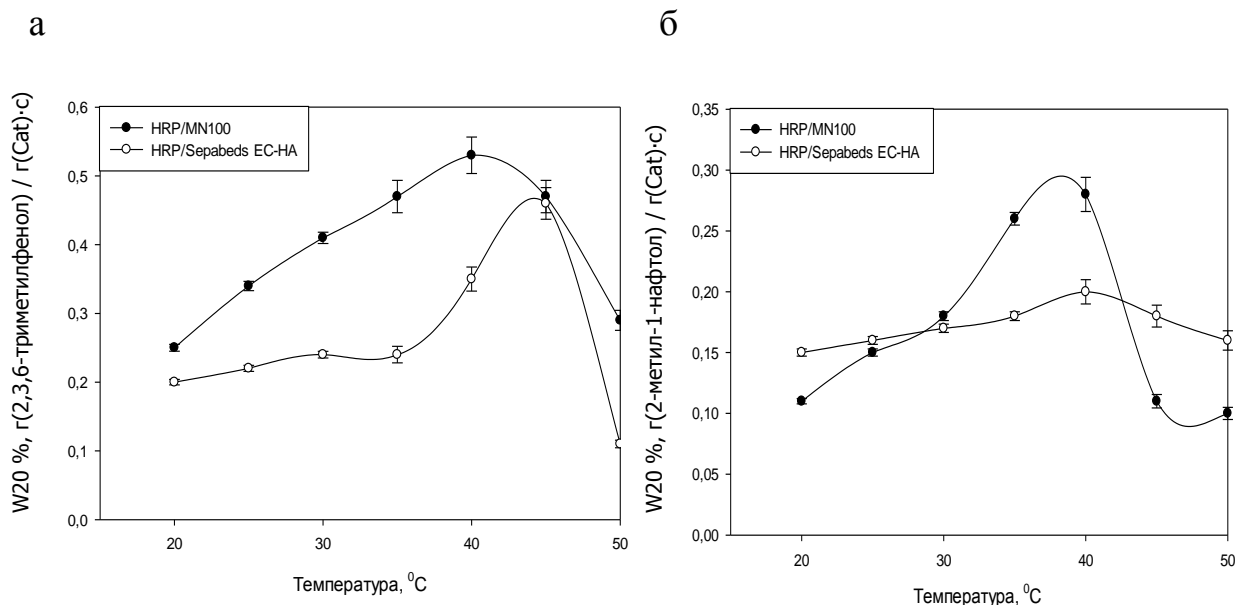 а
W20 %, г(2,3,6-триметилфенол) / г(Cat)·с
0,6
0,5
0,4
0,3
0,2
0,1
0,0
HRP/MN100
HRP/Sepabeds EC-HA
20
30
40
50
Температура, ⁰C
б
W20 %, г(2-метил-1-нафтол) / г(Cat)·с
0,35
0,30
0,25
0,20
0,15
0,10
0,05
0,00
HRP/MN100
HRP/Sepabeds EC-HA
20
30
40
50
Температура, ⁰C